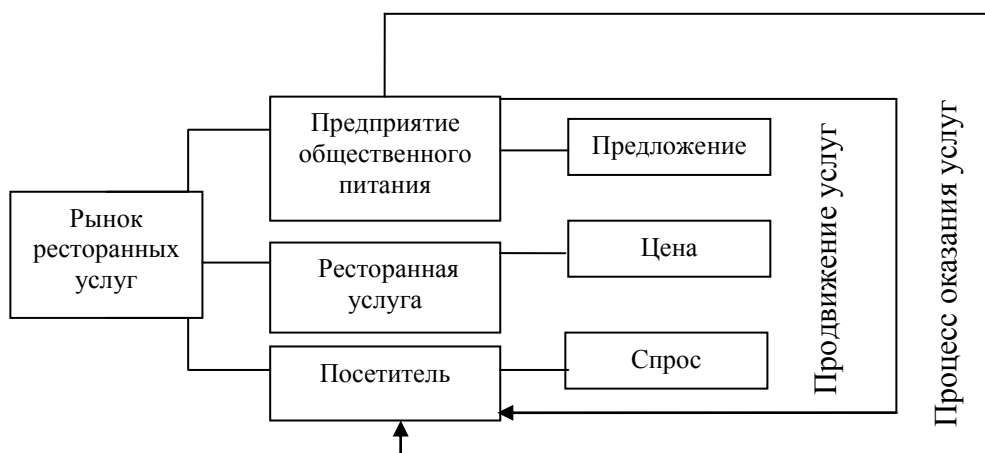 Предприятие
общественного
питания
Предложение
Рынок
ресторанных
услуг
Ресторанная
услуга
Цена
Посетитель
Спрос
Продвижение услуг
Процесс оказания услуг